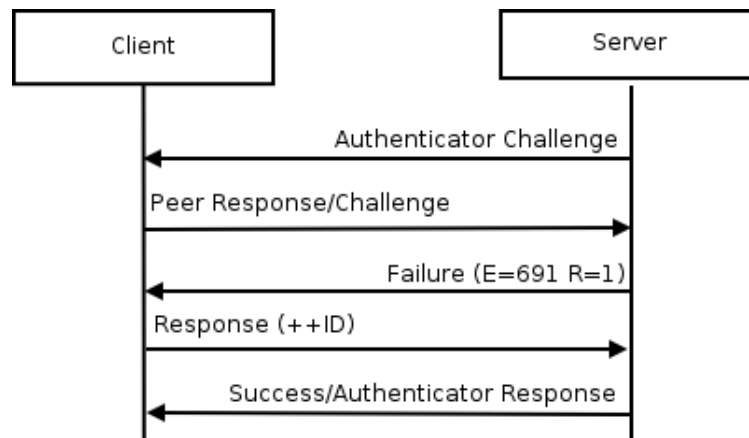 Client
Server
Authenticator Challenge
Peer Response/Challenge
Failure (E=691 R=1)
Response (++ID)
Success/Authenticator Response